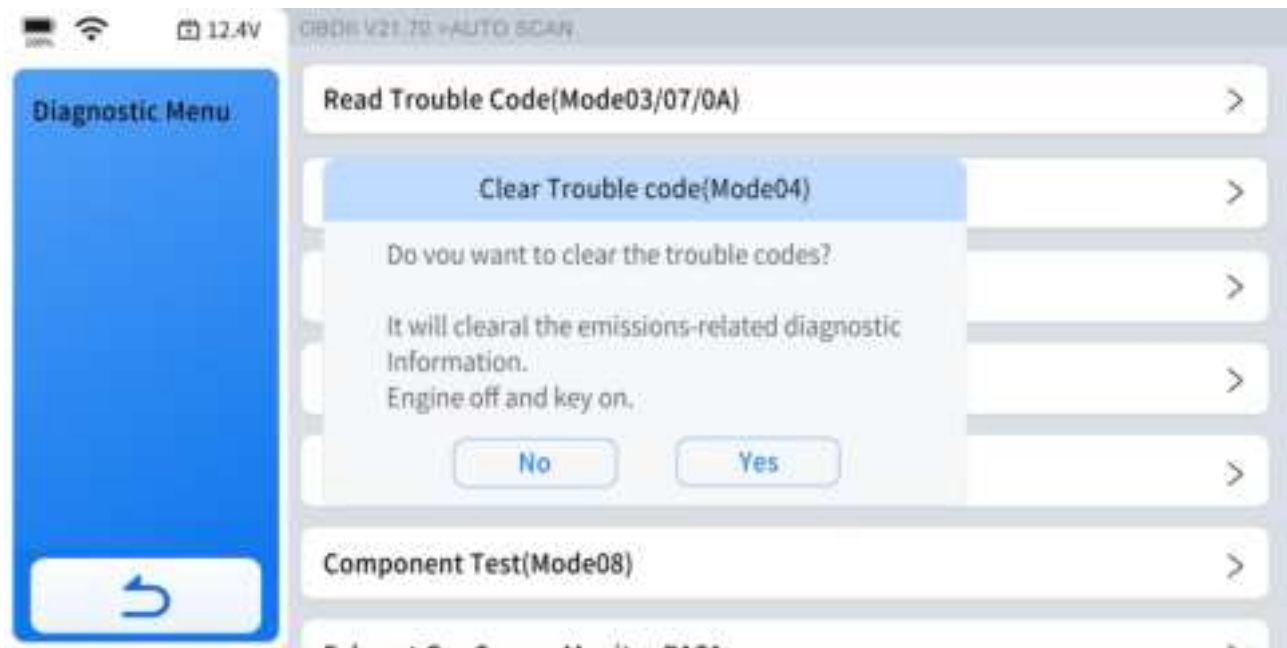 100%
12.4V
OBDII V21.70 >AUTO SCAN
Diagnostic Menu
Read Trouble Code(Mode03/07/0A)
Clear Trouble code(Mode04)
Do vou want to clear the trouble codes?
It will clearal the emissions-related diagnostic
Information.
Engine off and key on.
No
Yes
Component Test(Mode08)